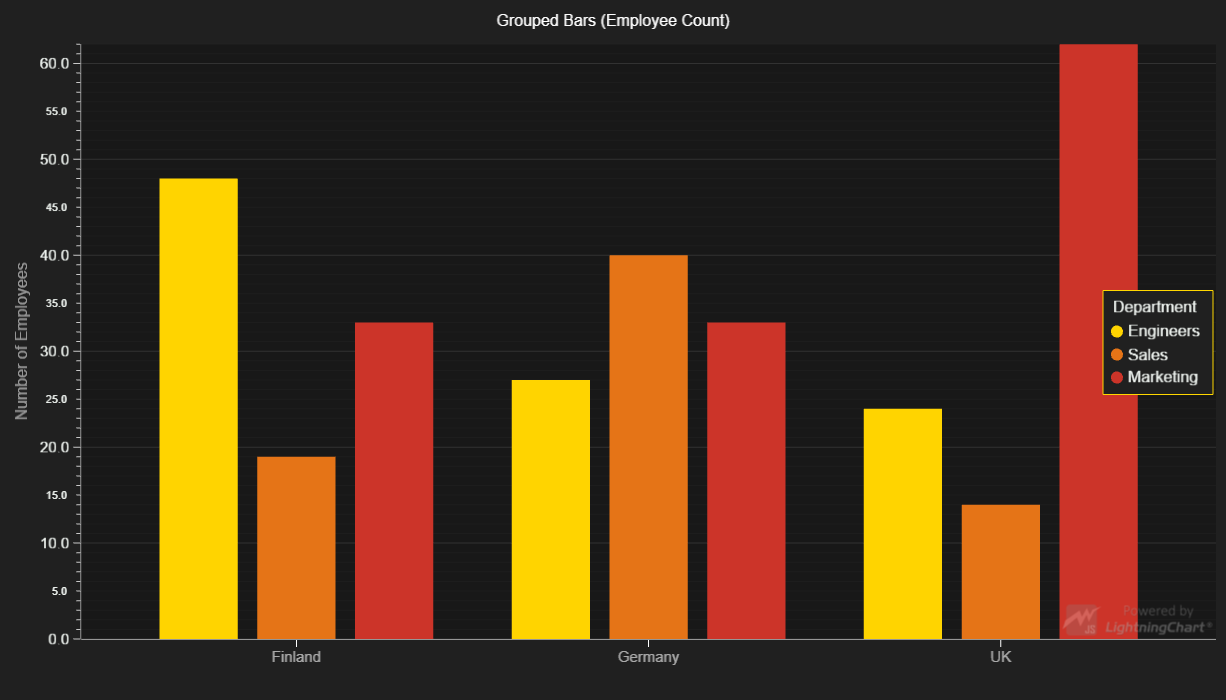 Grouped Bars (Employee Count)
Number of Employees
60.0
55.0
50.0
45.0
40.0
35.0
30.0
25.0
20.0
15.0
10.0
5.0
0.0
Finland
Germany
UK
Department
Engineers
Sales
Marketing
Powered by
JS
LightningChart®